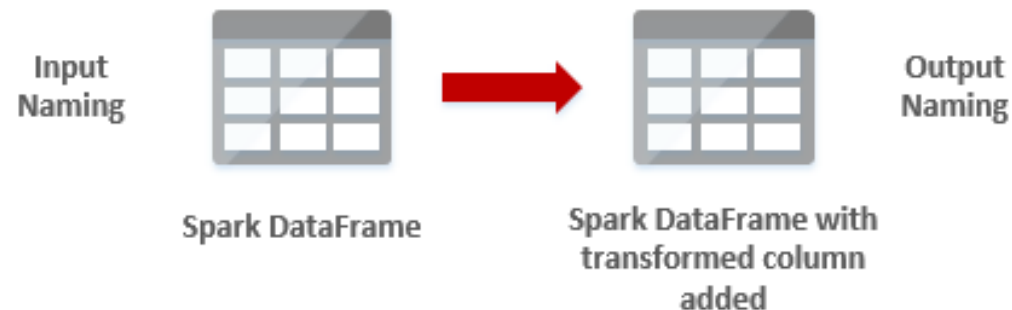 Input
Naming
Output
Naming
Spark DataFrame
Spark DataFrame with
transformed column
added